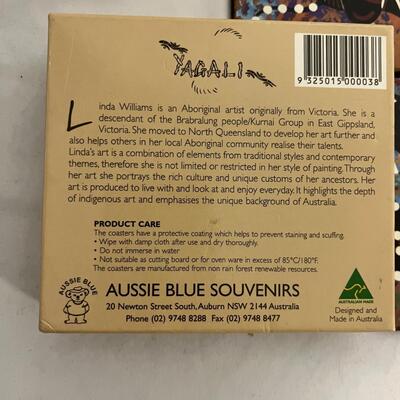 YAGALI
9 325015 000038
Linda Williams is an Aboriginal artist originally from Victoria. She is a
descendant of the Brabralung people/Kurnai Group in East Gippsland,
Victoria. She moved to North Queensland to develop her art further and
also helps others in her local Aboriginal community realise their talents.
Linda's art is a combination of elements from traditional styles and contemporary
themes, therefore she is not limited or restricted in her style of painting. Through
her art she portrays the rich culture and unique customs of her ancestors. Her
art is produced to live with and look at and enjoy everyday. It highlights the depth
of indigenous art and emphasises the unique background of Australia.
PRODUCT CARE
The coasters have a protective coating which helps to prevent staining and scuffing.
• Wipe with damp cloth after use and dry thoroughly.
• Do not immerse in water
• Not suitable as cutting board or for oven ware in excess of 85°C/180°F.
The coasters are manufactured from non rain forest renewable resources.
AUSSIE BLUE
AUSSIE BLUE SOUVENIRS
20 Newton Street South, Auburn NSW 2144 Australia
Phone (02) 9748 8288 Fax (02) 9748 8477
AUSTRALIAN MADE
Designed and
Made in Australia